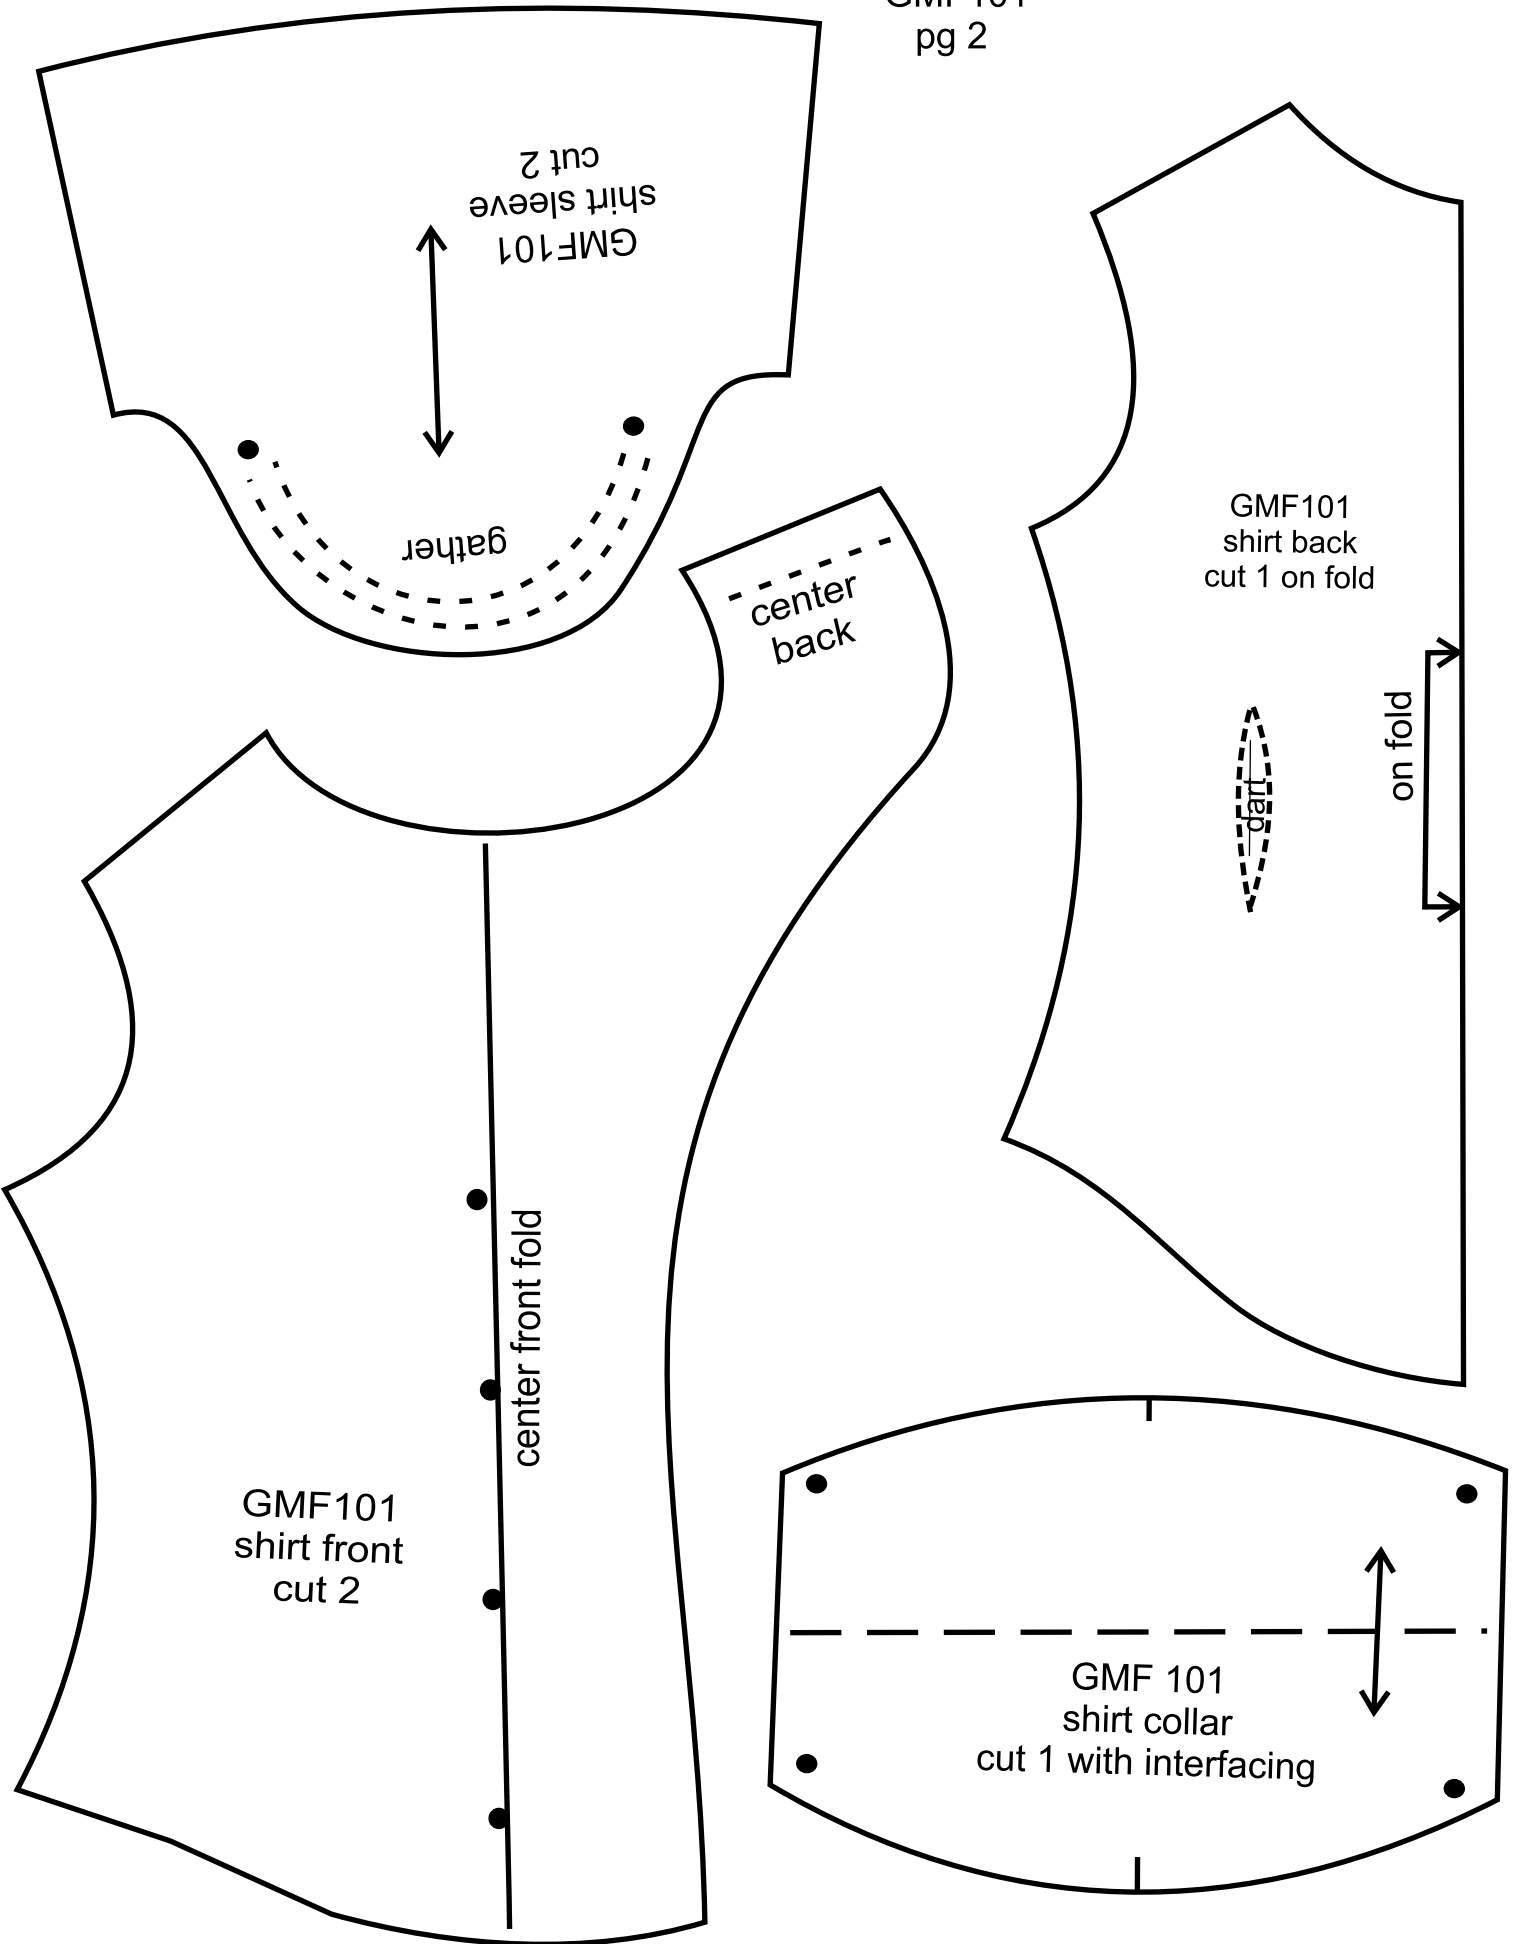 GMF101
pg 2
GMF101
shirt sleeve
cut 2
gather
center
back
GMF101
shirt back
cut 1 on fold
on fold
dart
center front fold
GMF101
shirt front
cut 2
GMF 101
shirt collar
cut 1 with interfacing